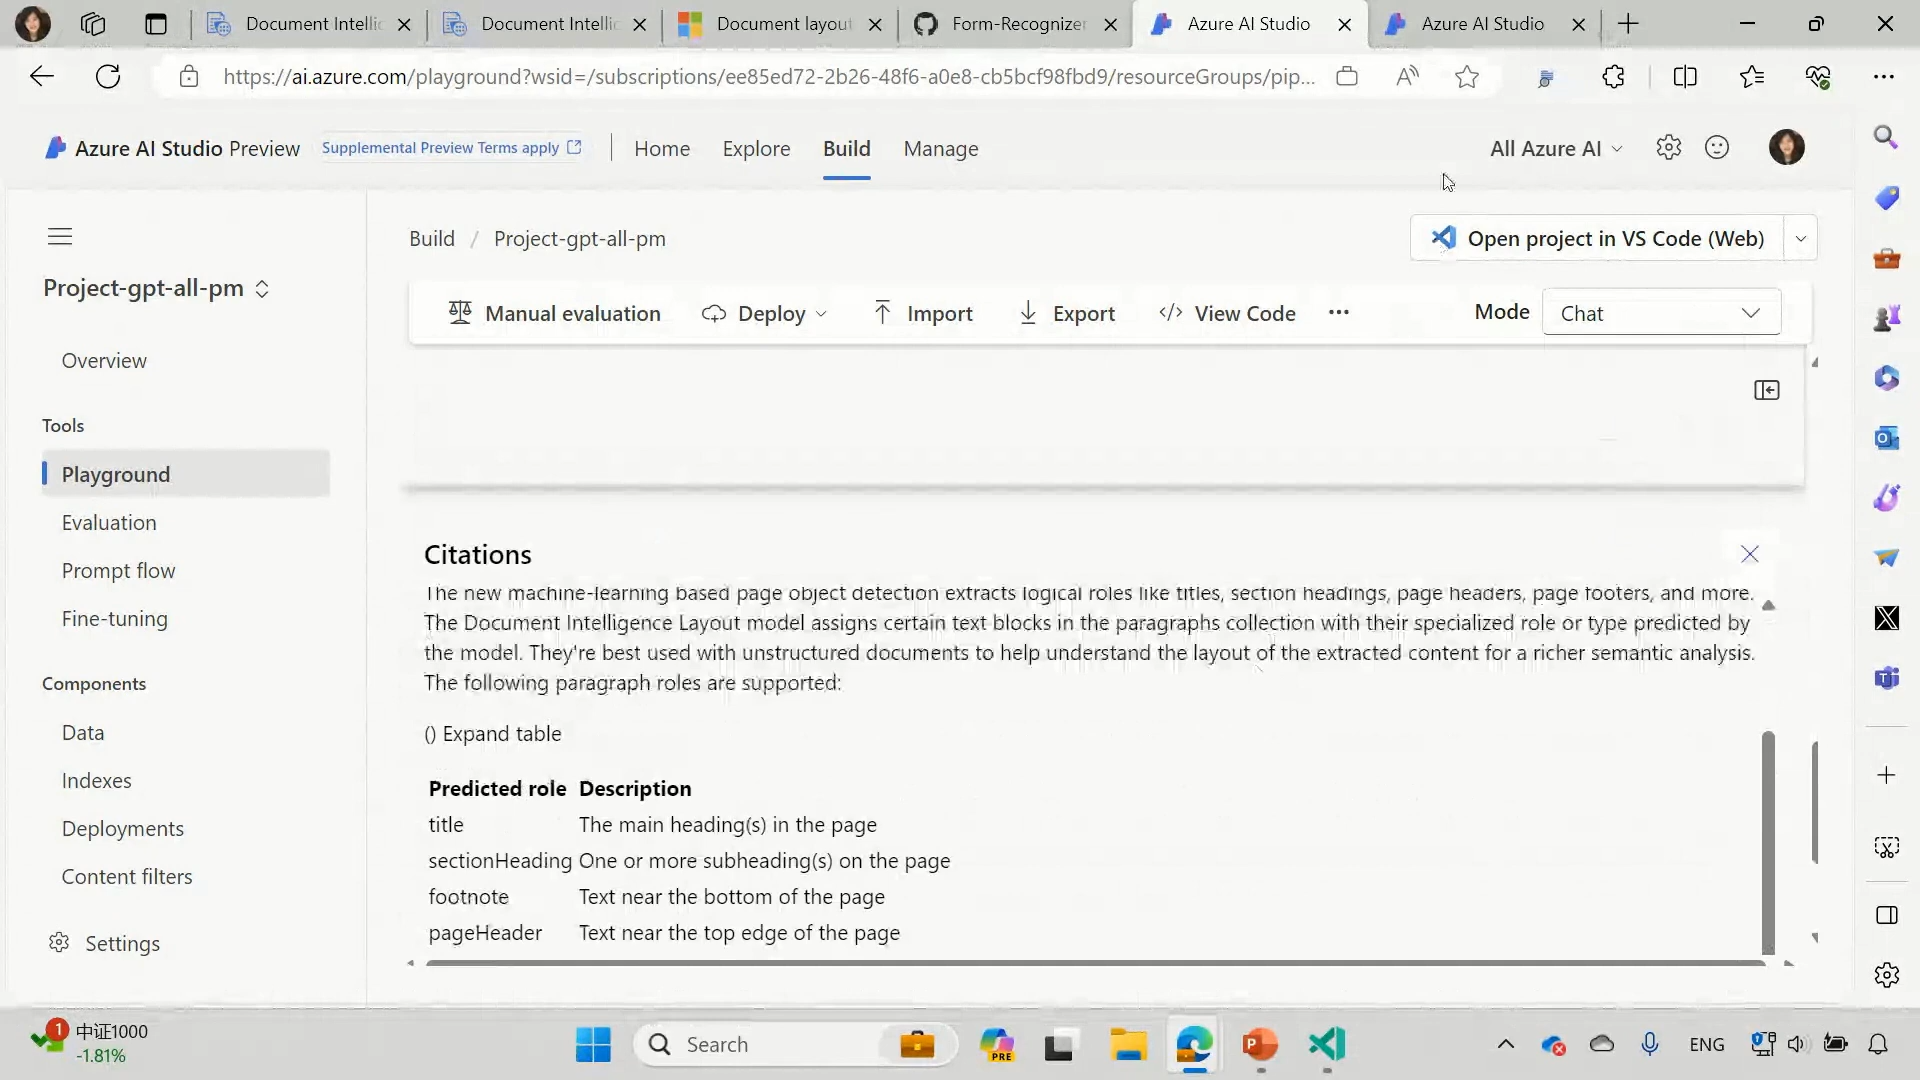 Document Intellic
Document Intellic
Document layou
Form-Recognizer
Azure AI Studio
Azure AI Studio
https://ai.azure.com/playground?wsid=/subscriptions/ee85ed72-2b26-48f6-a0e8-cb5bcf98fbd9/resourceGroups/pip...
Azure AI Studio Preview
Supplemental Preview Terms apply
Home
Explore
Build
Manage
All Azure AI
Build / Project-gpt-all-pm
Open project in VS Code (Web)
Project-gpt-all-pm
Manual evaluation
Deploy
Import
Export
View Code
Mode
Chat
Overview
Tools
Playground
Evaluation
Prompt flow
Fine-tuning
Components
Data
Indexes
Deployments
Content filters
Settings
Citations
The new machine-learning based page object detection extracts logical roles like titles, section headings, page headers, page footers, and more.
The Document Intelligence Layout model assigns certain text blocks in the paragraphs collection with their specialized role or type predicted by
the model. They're best used with unstructured documents to help understand the layout of the extracted content for a richer semantic analysis.
The following paragraph roles are supported:
() Expand table
Predicted role Description
title The main heading(s) in the page
sectionHeading One or more subheading(s) on the page
footnote Text near the bottom of the page
pageHeader Text near the top edge of the page
1
中证1000
-1.81%
Search
PRE
ENG